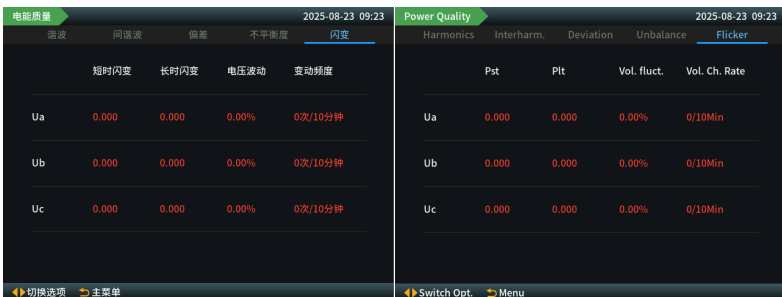 电能质量 2025-08-23 09:23
谐波 间谐波 偏差 不平衡度 闪变
短时闪变 长时闪变 电压波动 变动频度
Ua 0.000 0.000 0.00% 0次/10分钟
Ub 0.000 0.000 0.00% 0次/10分钟
Uc 0.000 0.000 0.00% 0次/10分钟
切换选项 主菜单
Power Quality 2025-08-23 09:23
Harmonics Interharm. Deviation Unbalance Flicker
Pst Plt Vol. fluct. Vol. Ch. Rate
Ua 0.000 0.000 0.00% 0/10Min
Ub 0.000 0.000 0.00% 0/10Min
Uc 0.000 0.000 0.00% 0/10Min
Switch Opt. Menu